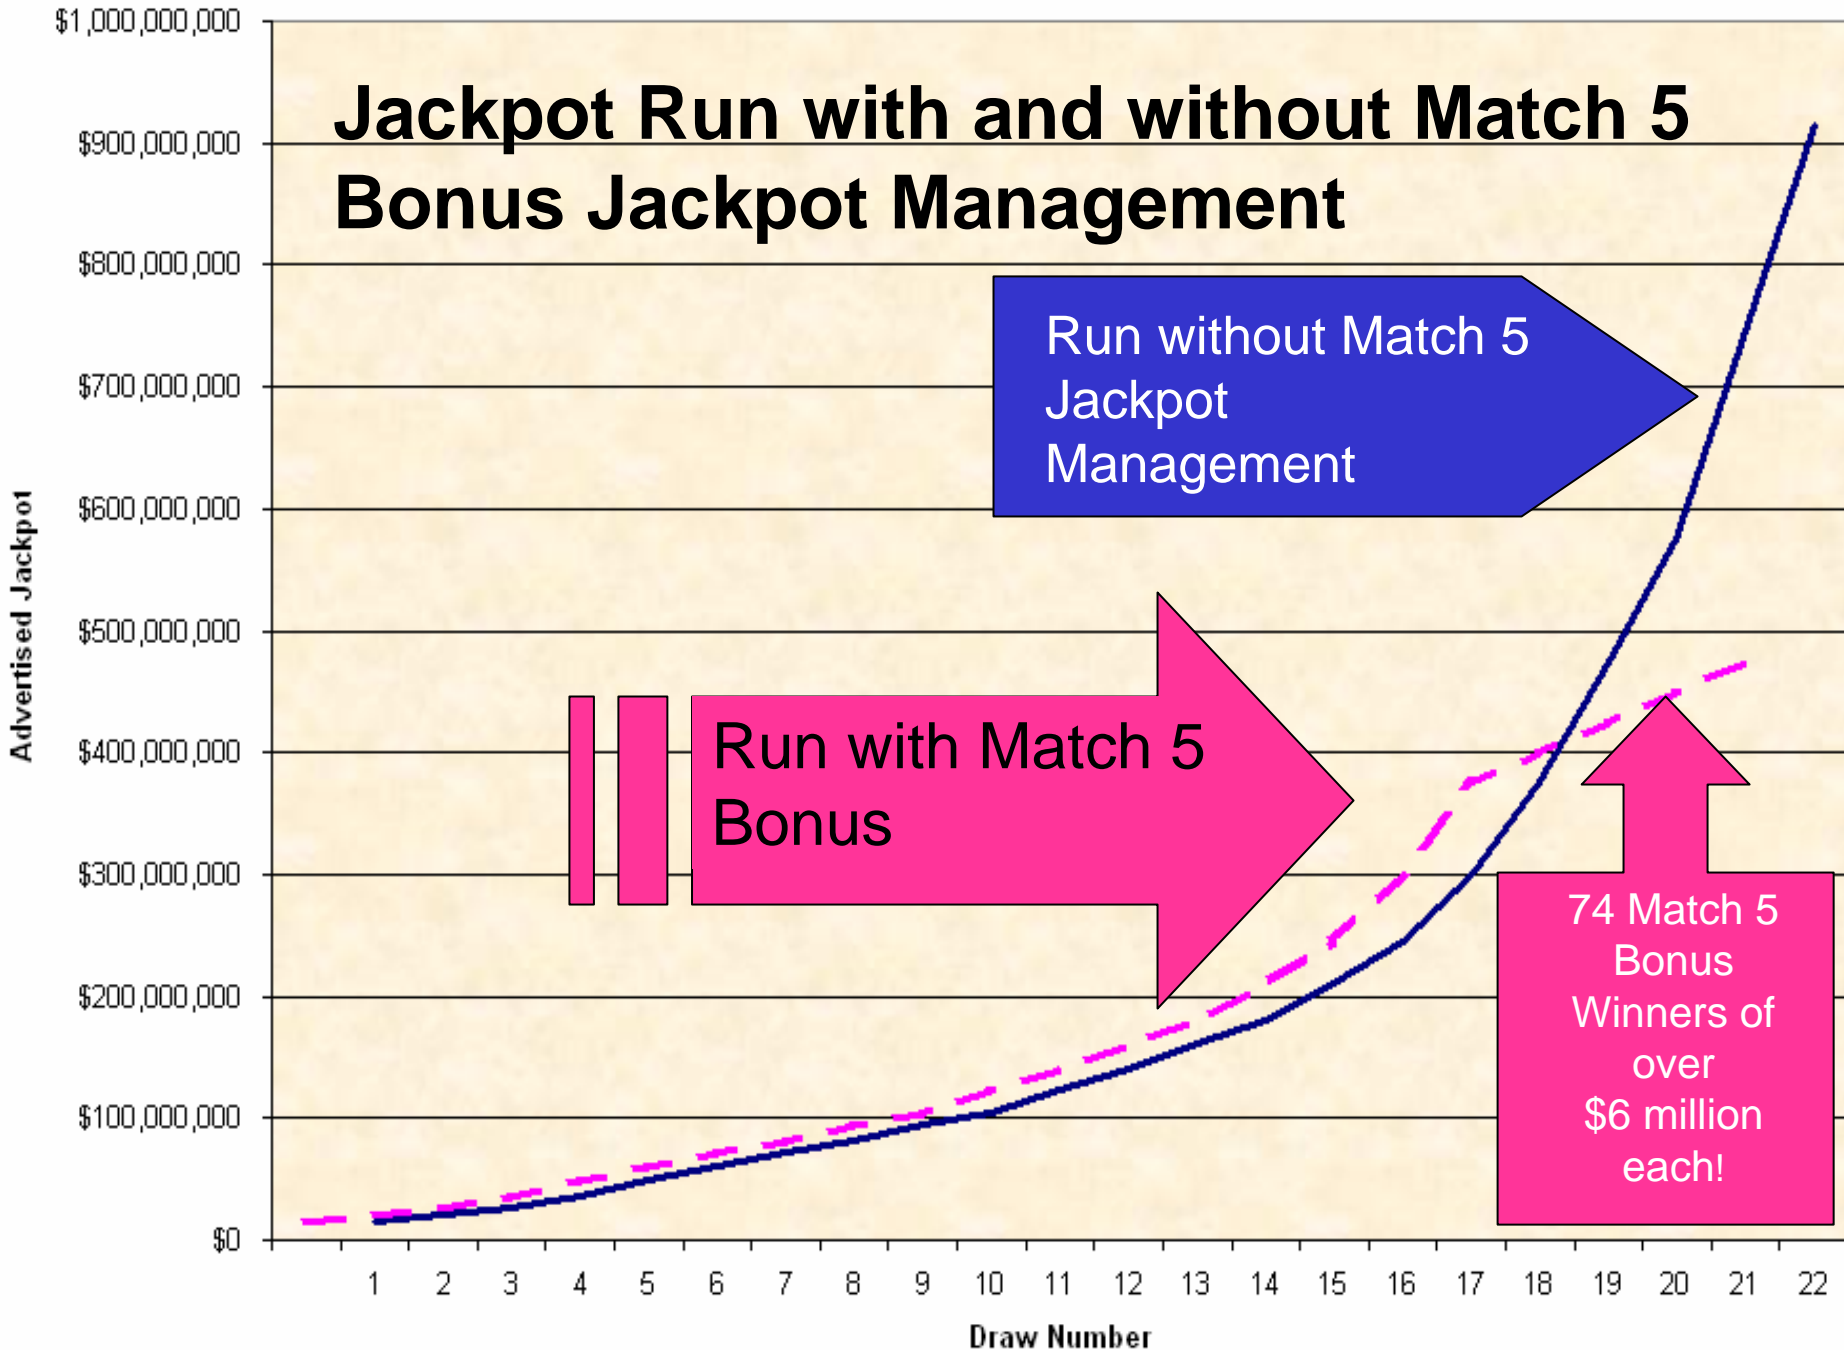 Jackpot Run with and without Match 5
Bonus Jackpot Management
$1,000,000,000
$900,000,000
$800,000,000
$700,000,000
$600,000,000
$500,000,000
$400,000,000
$300,000,000
$200,000,000
$100,000,000
$0
Advertised Jackpot
Run without Match 5
Jackpot
Management
Run with Match 5
Bonus
74 Match 5
Bonus
Winners of
over
$6 million
each!
1 2 3 4 5 6 7 8 9 10 11 12 13 14 15 16 17 18 19 20 21 22
Draw Number